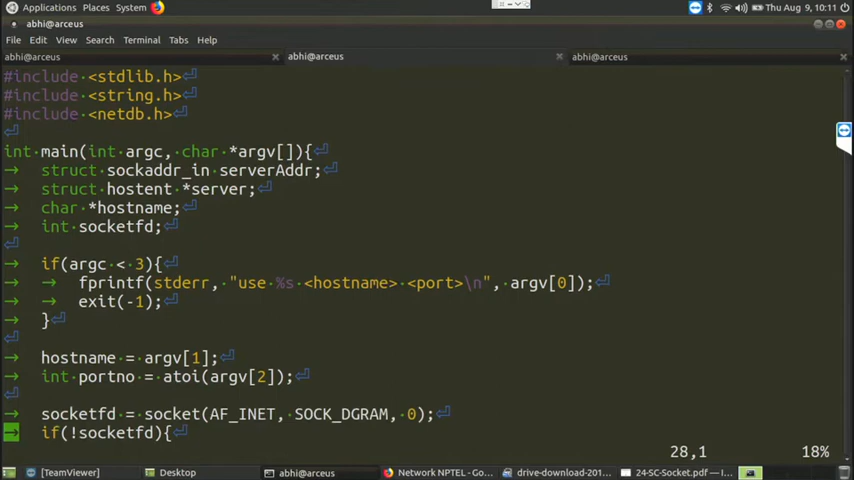 Applications Places System Thu Aug 9, 10:11
abhi@arceus
File Edit View Search Terminal Tabs Help
abhi@arceus abhi@arceus abhi@arceus
#include <stdlib.h>
#include <string.h>
#include <netdb.h>
int main(int argc, char *argv[]){
struct sockaddr_in serverAddr;
struct hostent *server;
char *hostname;
int socketfd;
if(argc < 3){
fprintf(stderr, "use %s <hostname> <port>\n", argv[0]);
exit(-1);
}
hostname = argv[1];
int portno = atoi(argv[2]);
socketfd = socket(AF_INET, SOCK_DGRAM, 0);
if(!socketfd){
28,1 18%
[TeamViewer] Desktop abhi@arceus Network NPTEL - Go... drive-download-201... 24-SC-Socket.pdf — I...